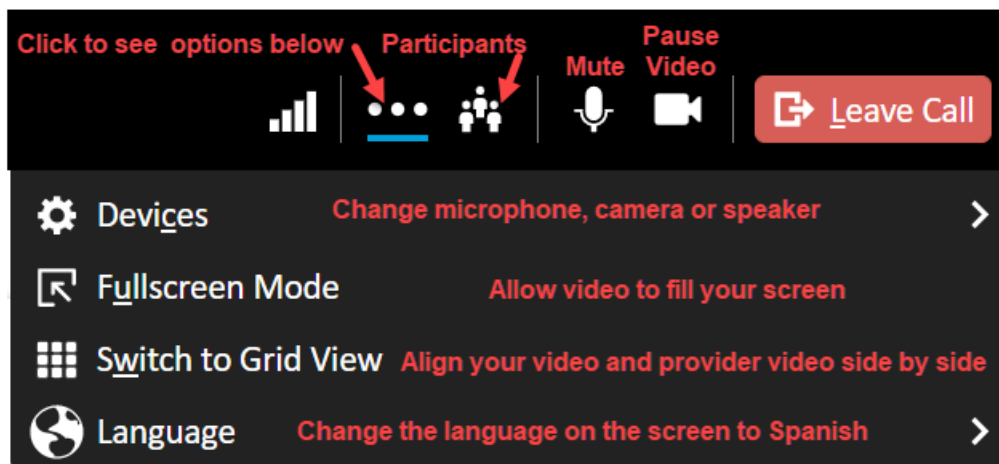 Click to see options below
Participants
Mute
Pause
Video
Leave Call
Devices
Change microphone, camera or speaker
Fullscreen Mode
Allow video to fill your screen
Switch to Grid View
Align your video and provider video side by side
Language
Change the language on the screen to Spanish